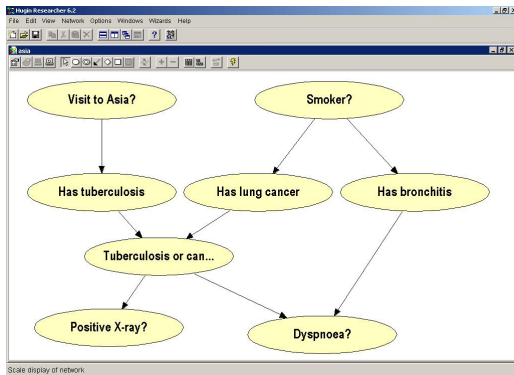 Hugin Researcher 6.2
File Edit View Network Options Windows Wizards Help
asia
Visit to Asia?
Smoker?
Has tuberculosis
Has lung cancer
Has bronchitis
Tuberculosis or can...
Positive X-ray?
Dyspnoea?
Scale display of network